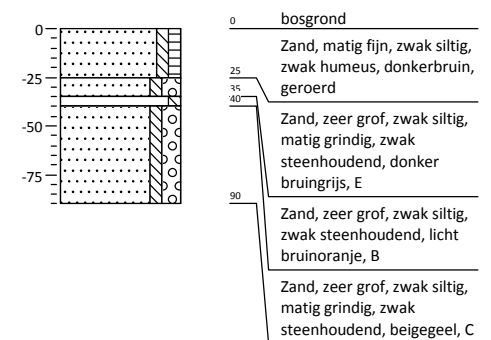 0
-25
-50
-75
0
bosgrond
Zand, matig fijn, zwak siltig,
zwak humeus, donkerbruin,
geroerd
25
Zand, zeer grof, zwak siltig,
matig grindig, zwak
steenhoudend, donker
bruingrijs, E
35
Zand, zeer grof, zwak siltig,
zwak steenhoudend, licht
bruinoranje, B
40
Zand, zeer grof, zwak siltig,
matig grindig, zwak
steenhoudend, beigegeel, C
90